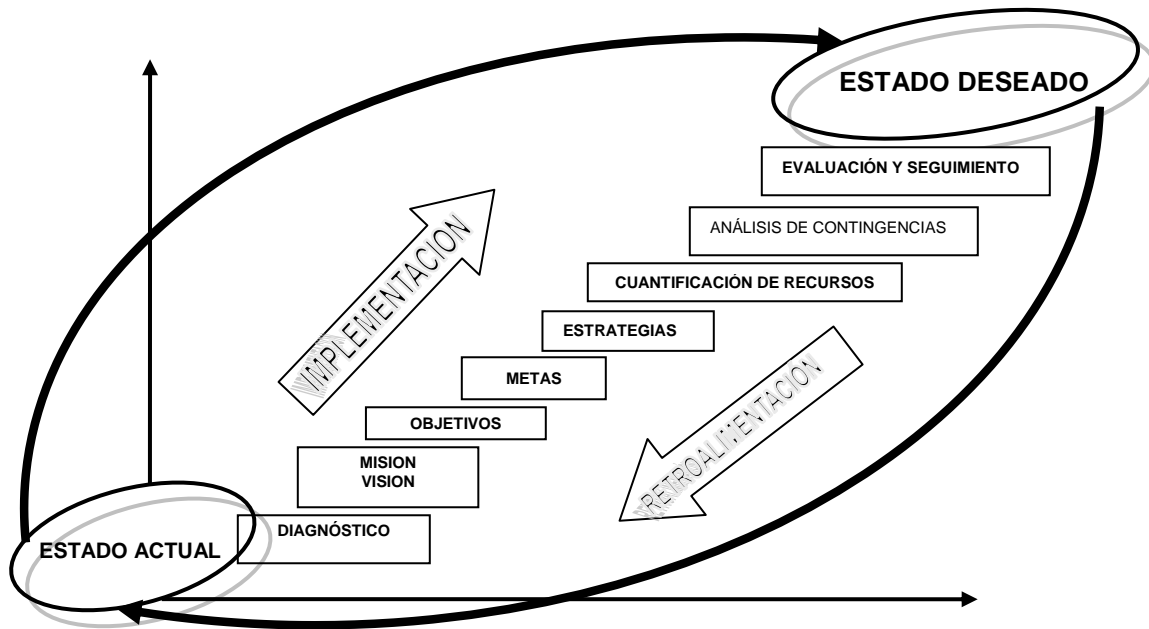 ESTADO DESEADO
EVALUACIÓN Y SEGUIMIENTO
ANÁLISIS DE CONTINGENCIAS
CUANTIFICACIÓN DE RECURSOS
ESTRATEGIAS
METAS
OBJETIVOS
MISION
VISION
DIAGNÓSTICO
ESTADO ACTUAL
IMPLEMENTACION
RETROALIMENTACION